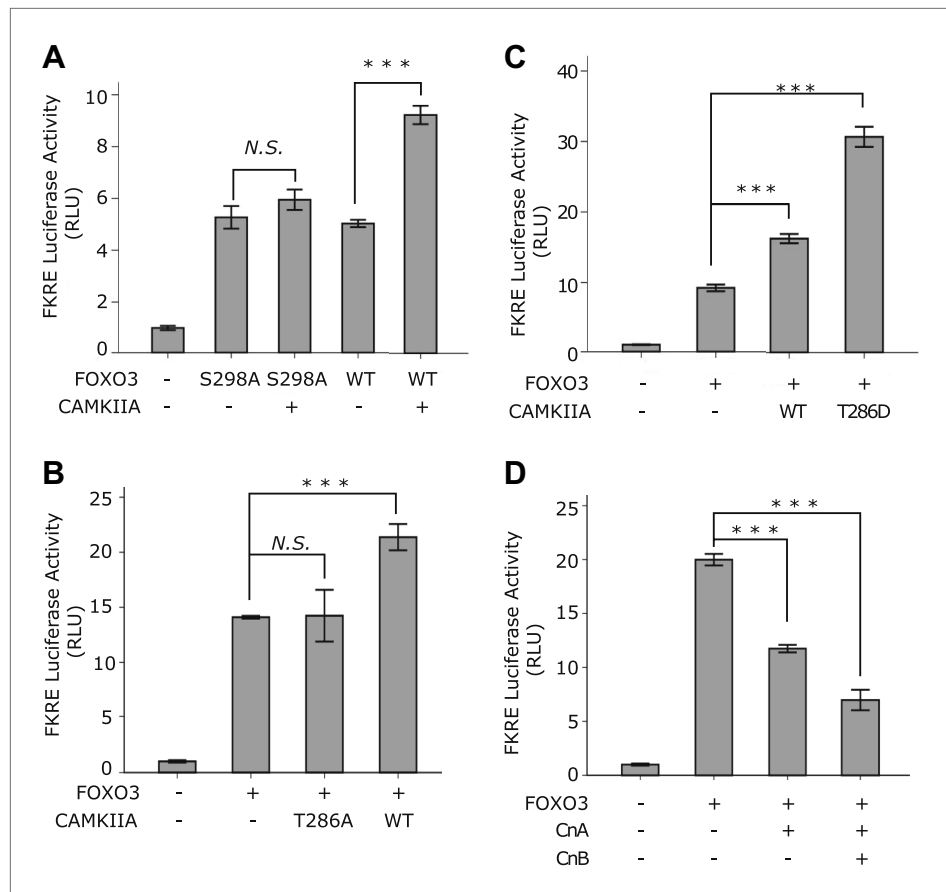 A
FKRE Luciferase Activity
(RLU)
10
8
6
4
2
0
N.S.
* * *
FOXO3 - S298A S298A WT WT
CAMKIIA - - + - +
B
FKRE Luciferase Activity
(RLU)
25
20
15
10
5
0
* * *
N.S.
FOXO3 - + + +
CAMKIIA - - T286A WT
C
FKRE Luciferase Activity
(RLU)
40
30
20
10
0
***
***
FOXO3 - + + +
CAMKIIA - - WT T286D
D
FKRE Luciferase Activity
(RLU)
25
20
15
10
5
0
* * *
***
FOXO3 - + + +
CnA - - + +
CnB - - - +